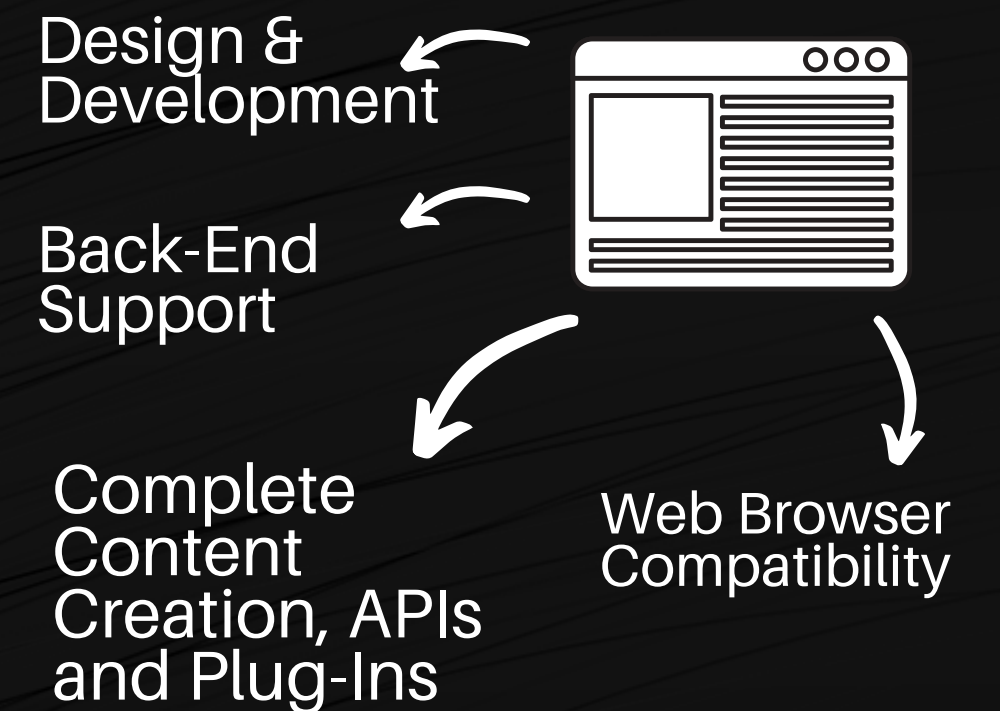 Design &
Development
Back-End
Support
Complete
Content
Creation, APIs
and Plug-Ins
Web Browser
Compatibility